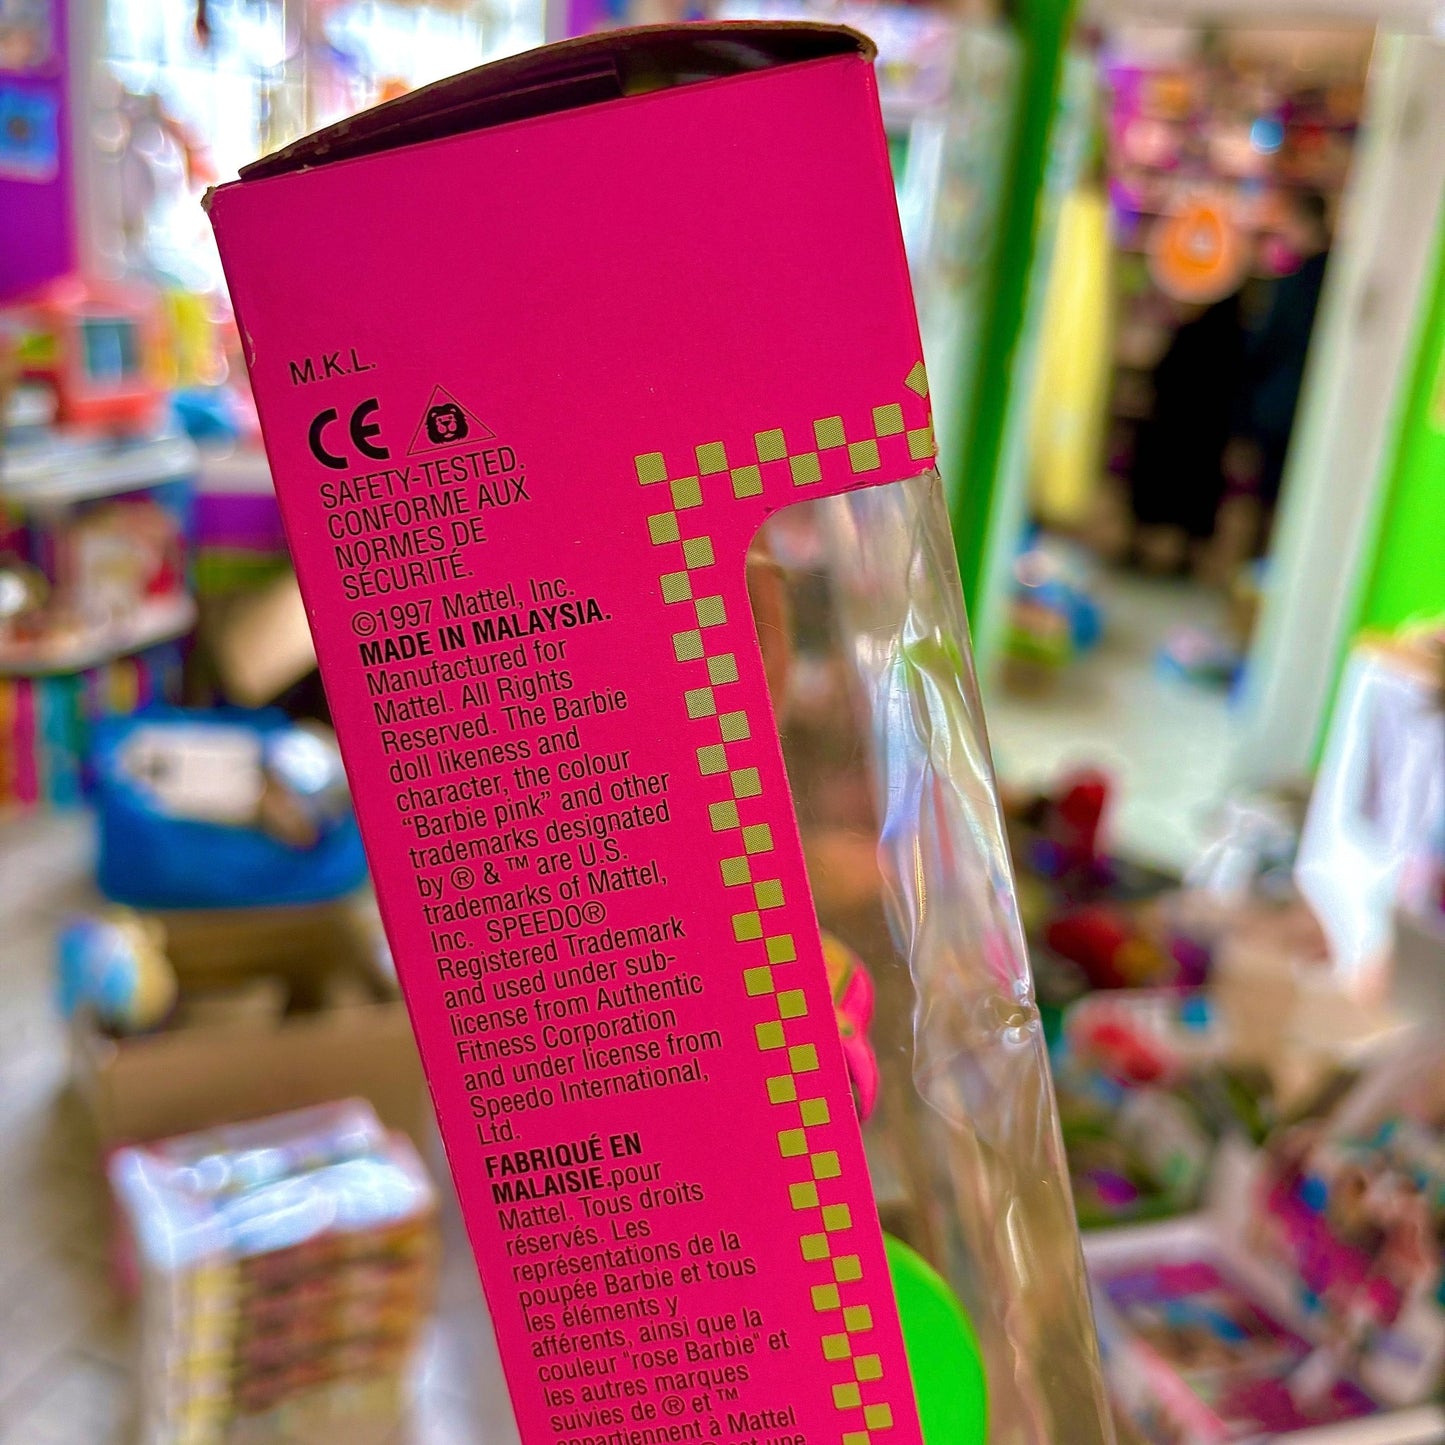 M.K.L.
CE
SAFETY-TESTED.
CONFORME AUX
NORMES DE
SÉCURITÉ.
©1997 Mattel, Inc.
MADE IN MALAYSIA.
Manufactured for
Mattel. All Rights
Reserved. The Barbie
doll likeness and
character, the colour
“Barbie pink” and other
trademarks designated
by ® & ™ are U.S.
trademarks of Mattel,
Inc. SPEEDO®
Registered Trademark
and used under sub-
license from Authentic
Fitness Corporation
and under license from
Speedo International,
Ltd.
FABRIQUÉ EN
MALAISIE.pour
Mattel. Tous droits
réservés. Les
représentations de la
poupée Barbie et tous
les éléments y
afférents, ainsi que la
couleur "rose Barbie" et
les autres marques
suivies de ® et ™
appartiennent à Mattel
une